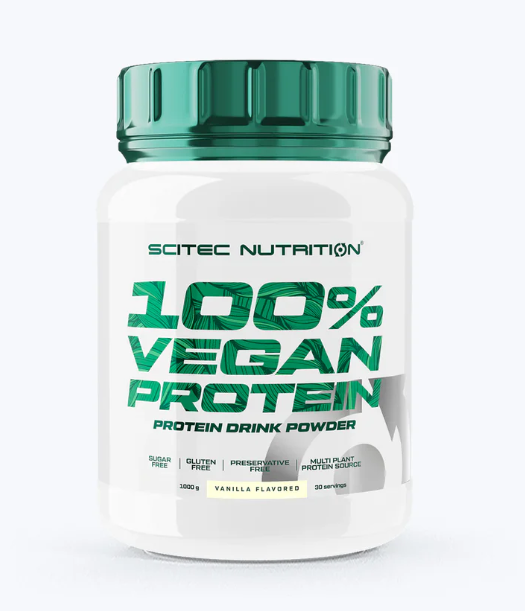 SCITEC NUTRITION®
100%
VEGAN
PROTEIN
PROTEIN DRINK POWDER
SUGAR FREE | GLUTEN FREE | PRESERVATIVE FREE | MULTI PLANT PROTEIN SOURCE
1000 g VANILLA FLAVORED 30 servings